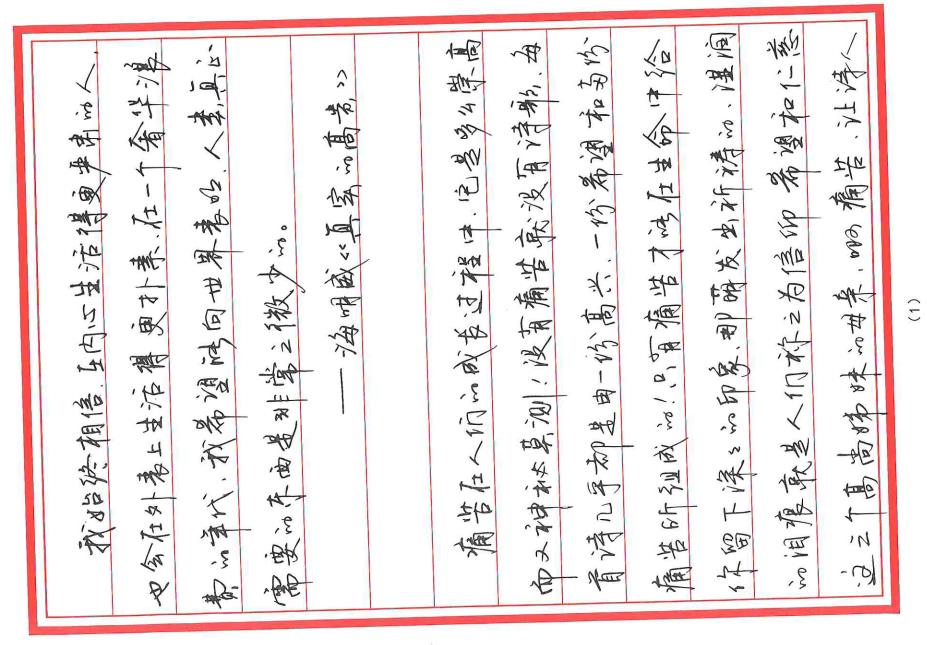 我始终相信,在内心生活得更严肃的人,
也会在外表上生活得更朴素,在一个奢华浪
费的年代,我希望能向世界表明,人类真正
需要的东西是非常之微少的。
——海明威《真实的高贵》
痛苦在人们的成长过程中,它是多么崇高
而又神秘莫测!没有痛苦就没有诗歌,每
首诗几乎都是由一份高兴,一份希望和两份
痛苦所组成的!只有痛苦才能在生命中给
你留下深々的印象,那萌发出祈祷的,湿润
的泪痕就是人们称之为信仰 希望和仁慈
这三个高尚姊妹的母亲,啊 痛苦,让诗人
(1)